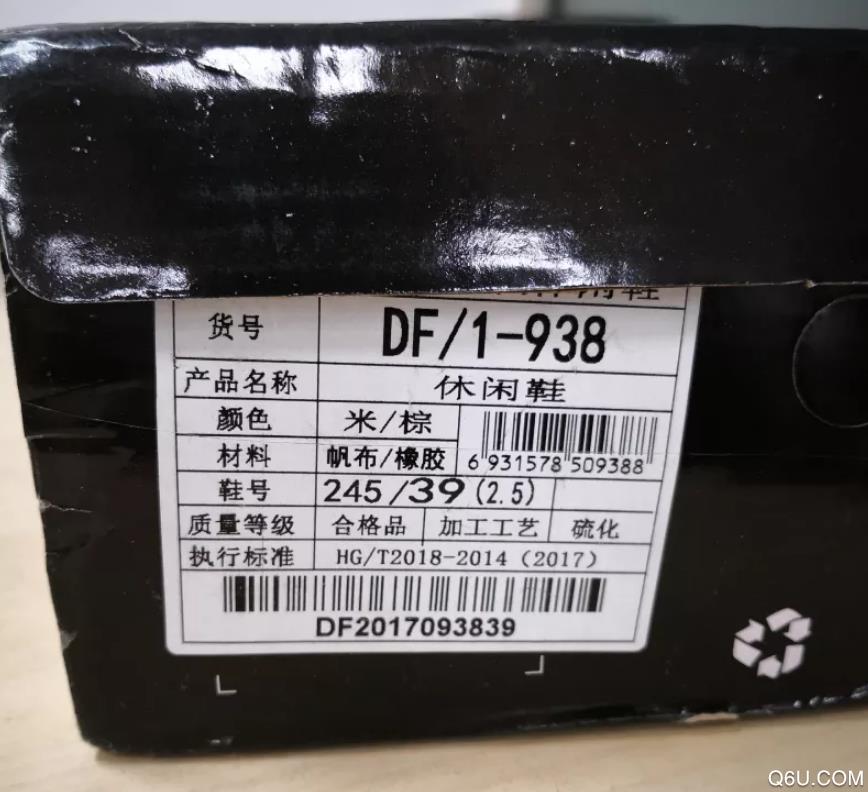 货号 DF/1-938
产品名称 休闲鞋
颜色 米/棕
材料 帆布/橡胶
6 931578 509388
鞋号 245/39(2.5)
质量等级 合格品 加工工艺 硫化
执行标准 HG/T2018-2014(2017)
DF2017093839
Q6U.COM